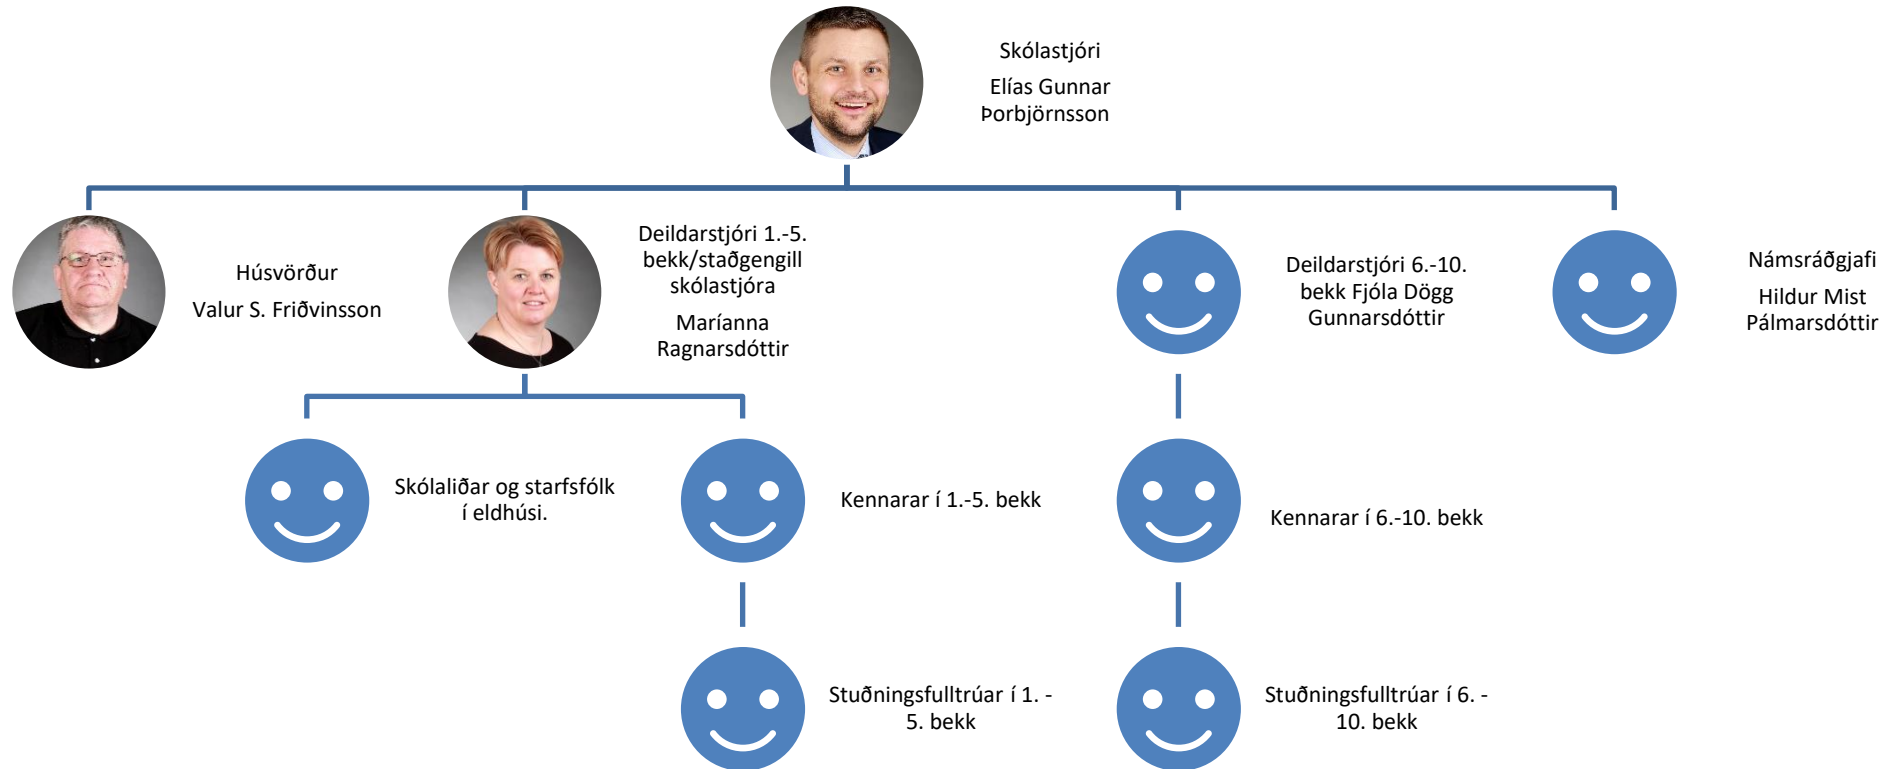 Skólastjóri
Elías Gunnar
Þorbjörnsson
Húsvörður
Valur S. Friðvinsson
Deildarstjóri 1.-5.
bekk/staðgengill
skólastjóra
Maríanna
Ragnarsdóttir
Deildarstjóri 6.-10.
bekk Fjóla Dögg
Gunnarsdóttir
Námsráðgjafi
Hildur Mist
Pálmarsdóttir
Skólaliðar og starfsfólk
í eldhúsi.
Kennarar í 1.-5. bekk
Kennarar í 6.-10. bekk
Stuðningsfulltrúar í 1. -
5. bekk
Stuðningsfulltrúar í 6. -
10. bekk